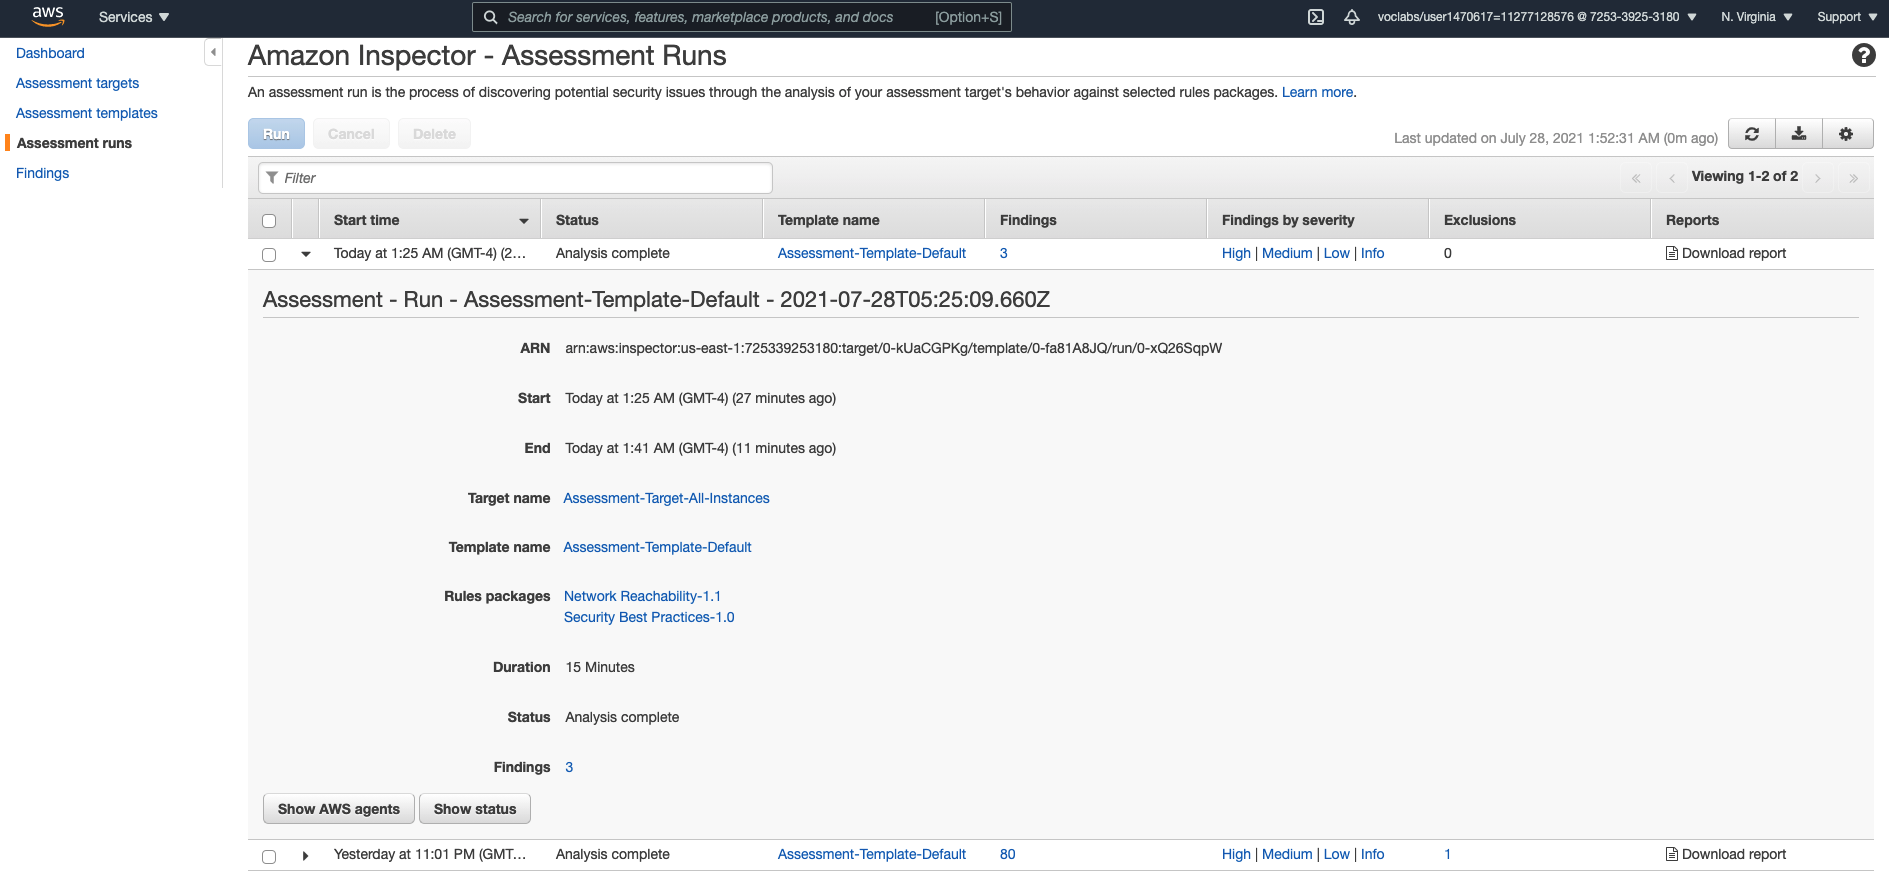 aws Services Search for services, features, marketplace products, and docs [Option+S] voclabs/user1470617=11277128576 @ 7253-3925-3180 N. Virginia Support
Dashboard
Assessment targets
Assessment templates
Assessment runs
Findings
Amazon Inspector - Assessment Runs ?
An assessment run is the process of discovering potential security issues through the analysis of your assessment target's behavior against selected rules packages. Learn more.
Run Cancel Delete Last updated on July 28, 2021 1:52:31 AM (0m ago)
Filter « ‹ Viewing 1-2 of 2 › »
Start time Status Template name Findings Findings by severity Exclusions Reports
Today at 1:25 AM (GMT-4) (2... Analysis complete Assessment-Template-Default 3 High | Medium | Low | Info 0 Download report
Assessment - Run - Assessment-Template-Default - 2021-07-28T05:25:09.660Z
ARN arn:aws:inspector:us-east-1:725339253180:target/0-kUaCGPKg/template/0-fa81A8JQ/run/0-xQ26SqpW
Start Today at 1:25 AM (GMT-4) (27 minutes ago)
End Today at 1:41 AM (GMT-4) (11 minutes ago)
Target name Assessment-Target-All-Instances
Template name Assessment-Template-Default
Rules packages Network Reachability-1.1
Security Best Practices-1.0
Duration 15 Minutes
Status Analysis complete
Findings 3
Show AWS agents Show status
Yesterday at 11:01 PM (GMT... Analysis complete Assessment-Template-Default 80 High | Medium | Low | Info 1 Download report